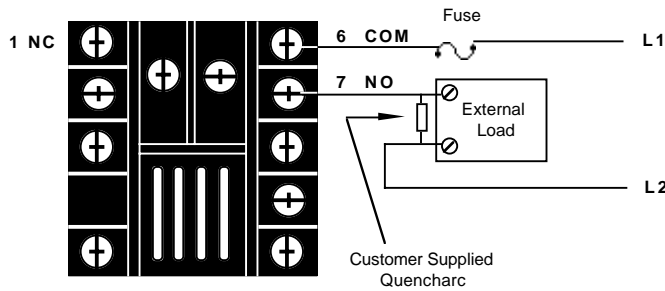 Fuse
1 NC
6 COM
L1
7 NO
External
Load
L2
Customer Supplied
Quencharc